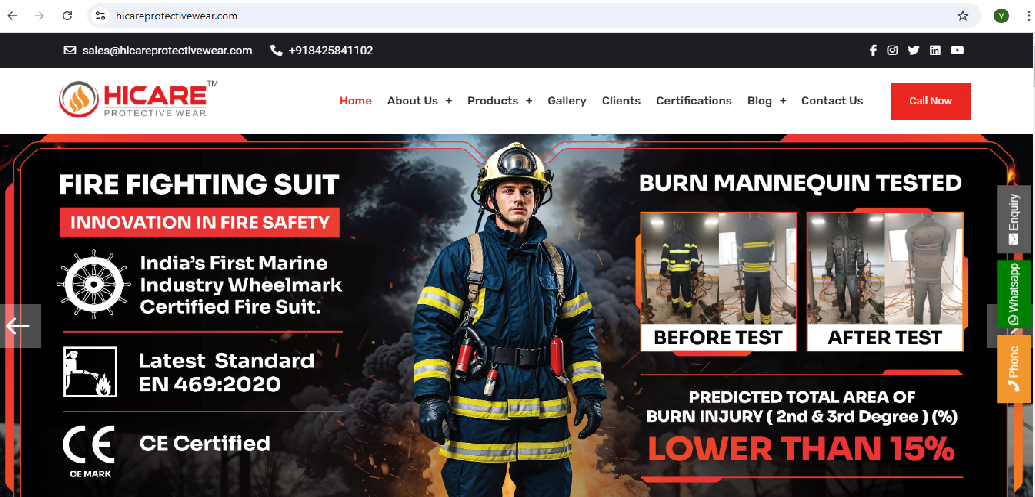 hicareprotectivewear.com
V
sales@hicareprotectivewear.com +918425841102
HICARE TM
PROTECTIVE WEAR
Home About Us + Products + Gallery Clients Certifications Blog + Contact Us Call Now
FIRE FIGHTING SUIT
INNOVATION IN FIRE SAFETY
India's First Marine
Industry Wheelmark
Certified Fire Suit.
Latest Standard
EN 469:2020
CE
CE MARK
CE Certified
BURN MANNEQUIN TESTED
BEFORE TEST
AFTER TEST
PREDICTED TOTAL AREA OF
BURN INJURY ( 2nd & 3rd Degree ) (%)
LOWER THAN 15%
Enquiry
Whatsapp
Phone